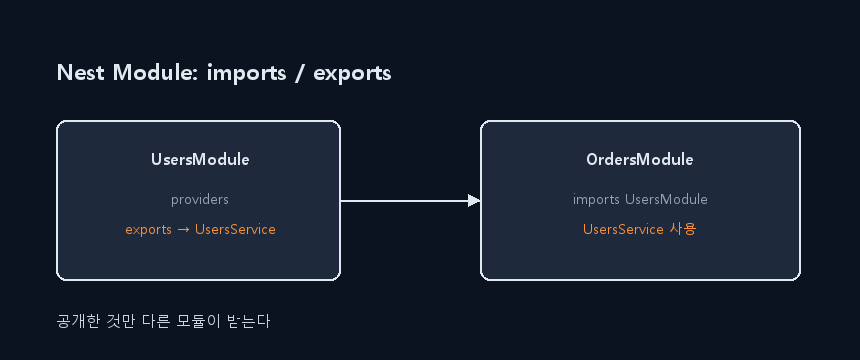 Nest Module: imports / exports
UsersModule
providers
exports → UsersService
OrdersModule
imports UsersModule
UsersService 사용
공개한 것만 다른 모듈이 받는다